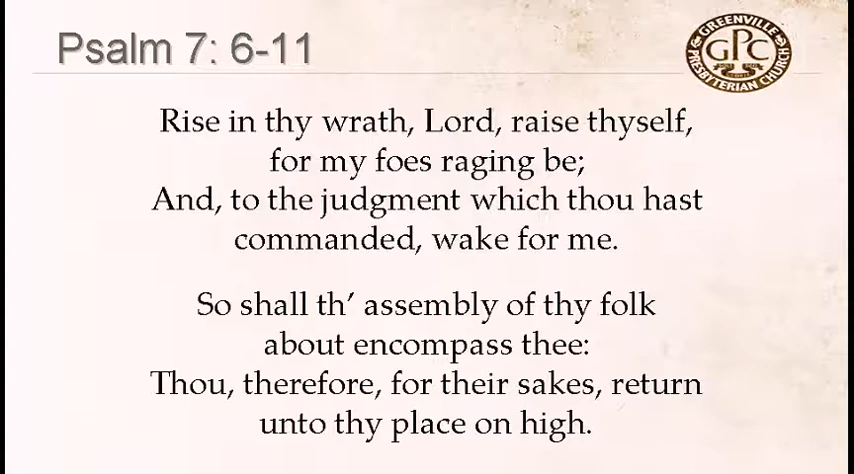 Psalm 7: 6-11
GREENVILLE
GPC
PRESBYTERIAN CHURCH
Rise in thy wrath, Lord, raise thyself,
for my foes raging be;
And, to the judgment which thou hast
commanded, wake for me.
So shall th’ assembly of thy folk
about encompass thee:
Thou, therefore, for their sakes, return
unto thy place on high.